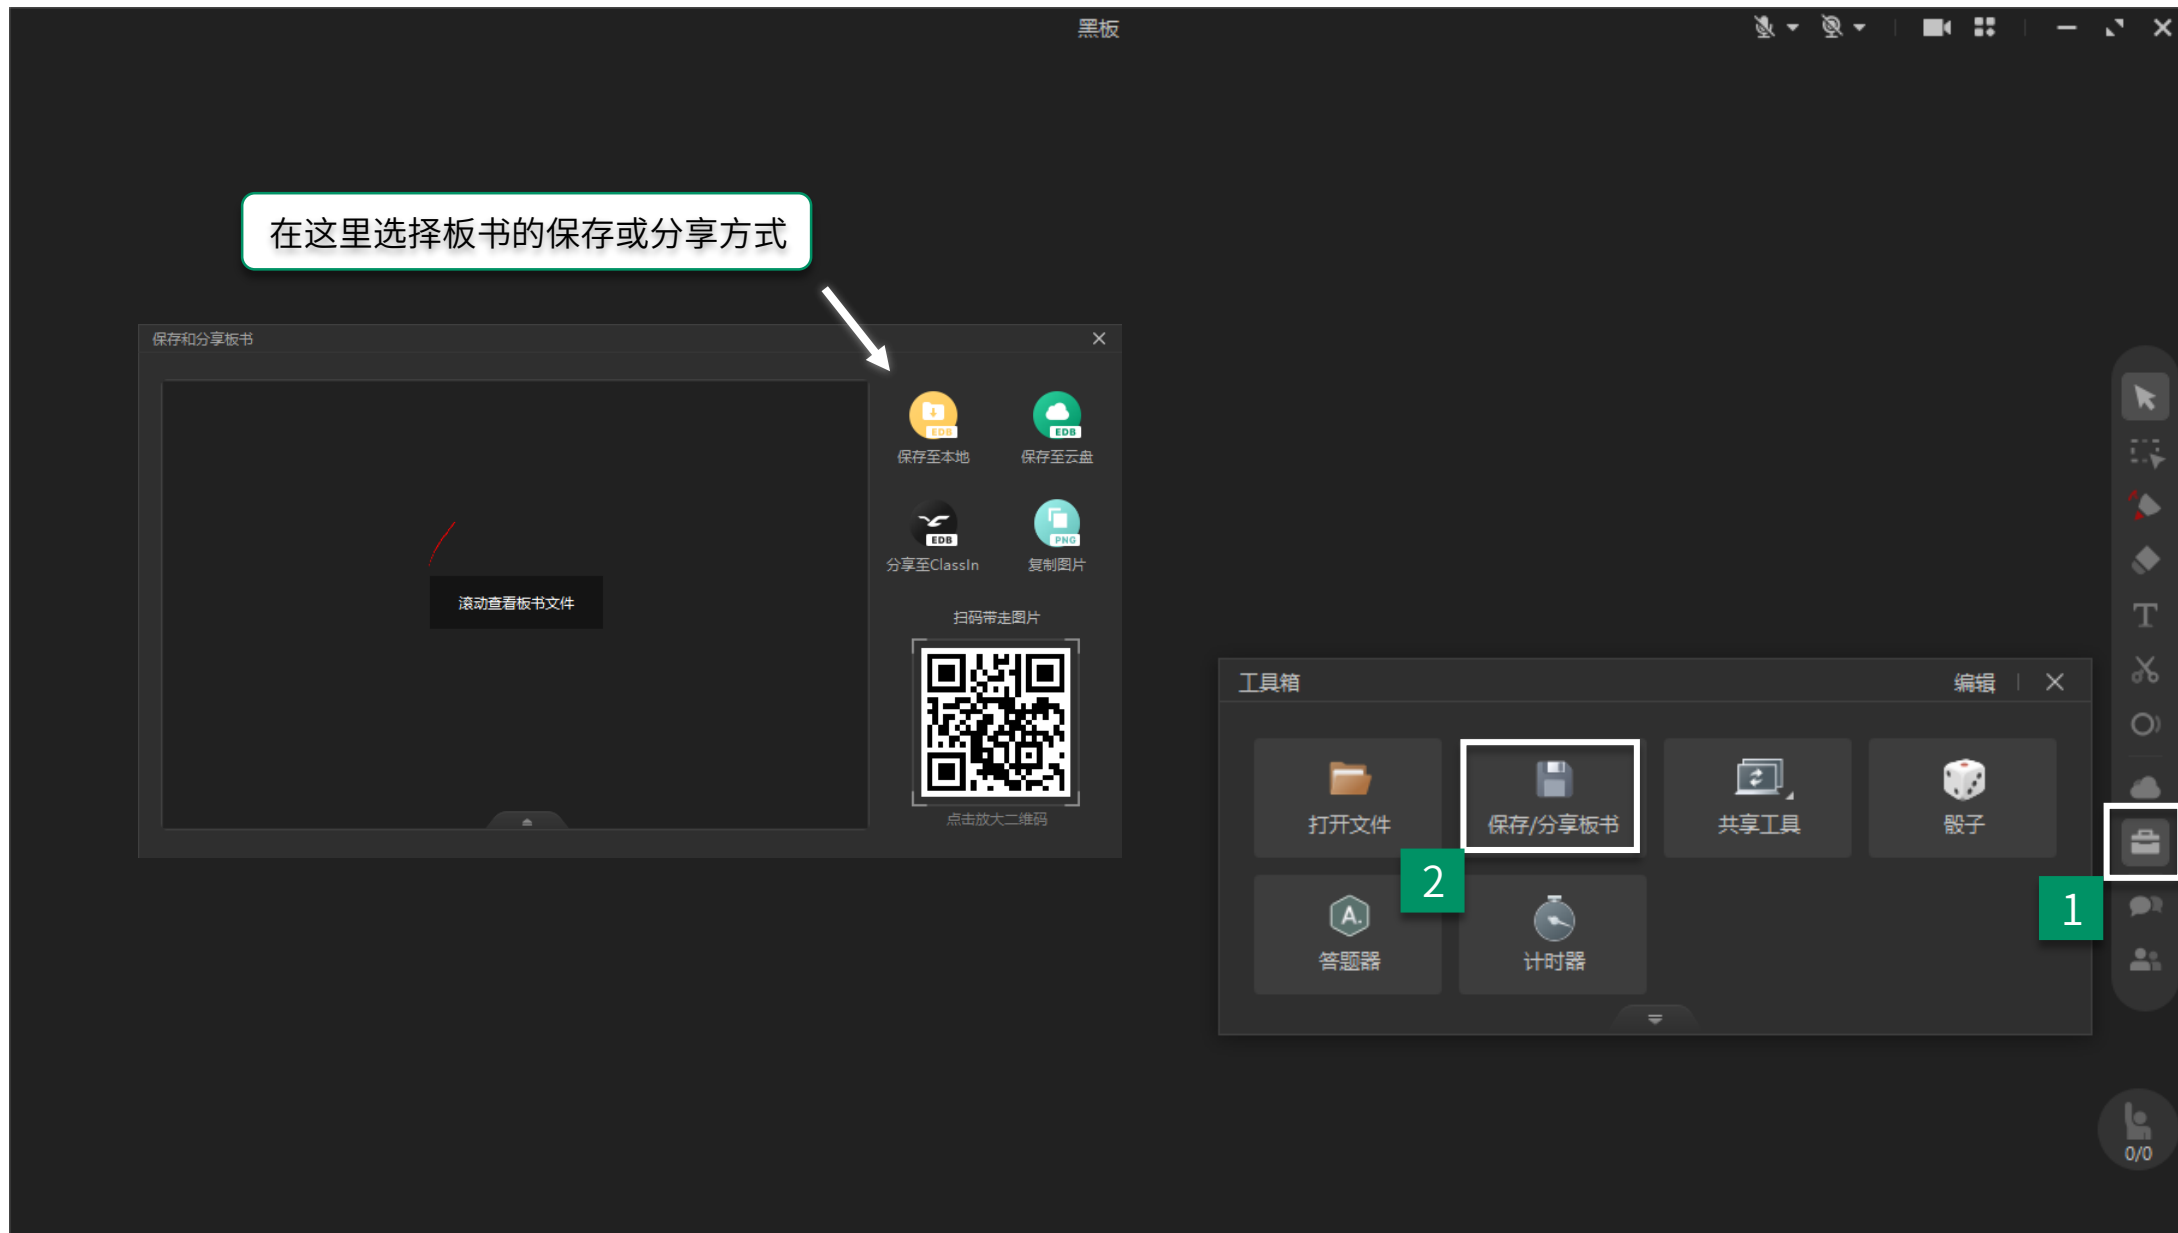 黑板
在这里选择板书的保存或分享方式
保存和分享板书
EDB
EDB
保存至本地
保存至云盘
EDB
PNG
分享至ClassIn
复制图片
滚动查看板书文件
扫码带走图片
点击放大二维码
工具箱
编辑
打开文件
保存/分享板书
共享工具
骰子
2
1
A.
答题器
计时器
T
0/0